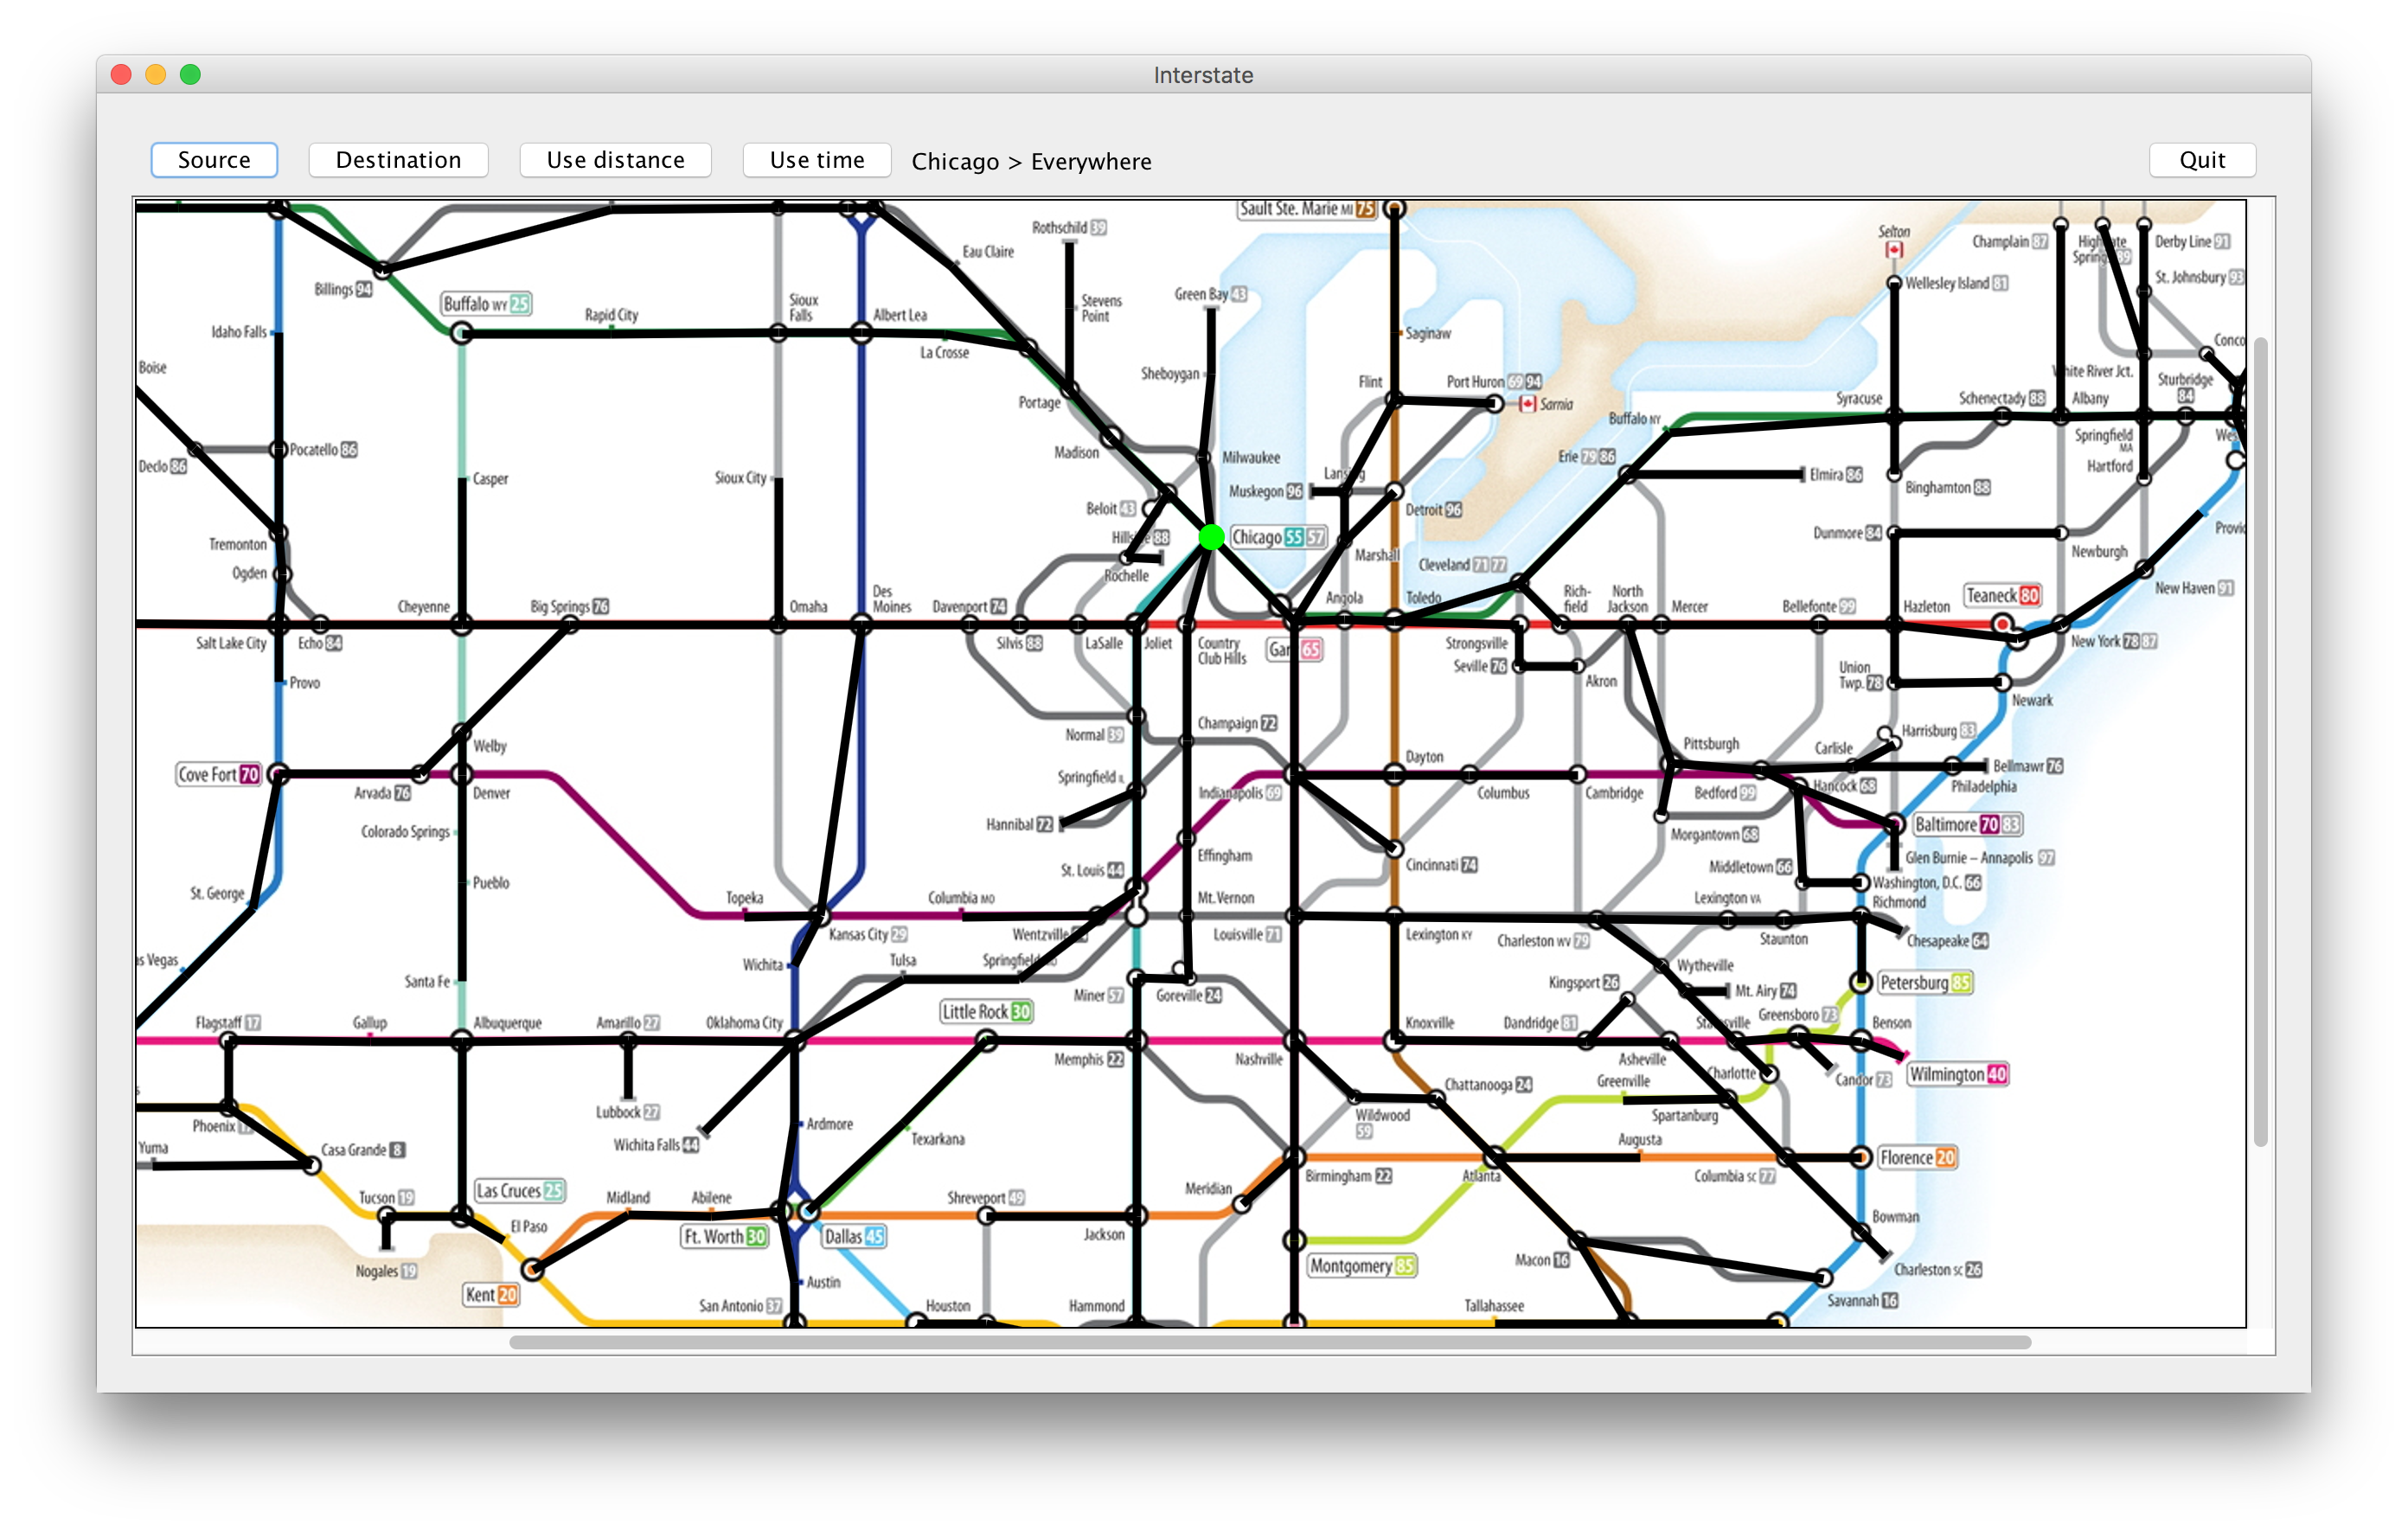 Interstate
Source
Destination
Use distance
Use time
Chicago > Everywhere
Quit
Sault Ste. Marie MI 75
Rothschild 39
Selton
Champlain 87
Derby Line 91
Eau Claire
St. Johnsbury 93
Billings 94
Buffalo WY 25
Green Bay 43
Wellesley Island 81
Stevens
Point
Idaho Falls
Rapid City
Sioux
Falls
Albert Lea
Saginaw
La Crosse
Boise
Sheboygan
Flint
Port Huron 69 94
Sarnia
White River Jct.
Sturbridge
84
Portage
Syracuse
Schenectady 88
Albany
Buffalo NY
Pocatello 86
Declo 86
Madison
Milwaukee
Erie 79 86
Springfield
MA
Hartford
Casper
Sioux City
Lansing
Muskegon 96
Elmira 86
Binghamton 88
Beloit 43
Detroit 96
Tremonton
Chicago 55 57
Dunmore 84
Newburgh
Marshall
Cleveland 71 77
Ogden
Rochelle
New Haven 91
Cheyenne
Big Springs 76
Omaha
Des
Moines
Davenport 74
Angola
Toledo
Rich-
field
North
Jackson
Mercer
Bellefonte 99
Hazleton
Teaneck 80
Salt Lake City
Echo 84
Silvis 88
LaSalle
Joliet
Country
Club Hills
Strongsville
Seville 76
New York 78 87
Provo
Akron
Union
Twp. 78
Newark
Normal 39
Champaign 72
Harrisburg 83
Welby
Pittsburgh
Carlisle
Cove Fort 70
Arvada 76
Denver
Springfield IL
Indianapolis 69
Dayton
Columbus
Cambridge
Bedford 99
Hancock 68
Philadelphia
Bellmawr 76
Colorado Springs
Hannibal 72
Morgantown 68
Baltimore 70 83
Effingham
Cincinnati 74
Middletown 66
Glen Burnie – Annapolis 97
Pueblo
St. Louis 44
Washington, D.C. 66
St. George
Topeka
Columbia MO
Mt. Vernon
Lexington VA
Richmond
Kansas City 29
Wentzville
Louisville 71
Lexington KY
Charleston WV 79
Staunton
Chesapeake 64
Wichita
Tulsa
Springfield
Wytheville
Santa Fe
Miner 57
Goreville 24
Kingsport 26
Mt. Airy 74
Petersburg 85
Flagstaff 17
Gallup
Albuquerque
Amarillo 27
Oklahoma City
Little Rock 30
Knoxville
Dandridge 81
Statesville
Greensboro 73
Benson
Memphis 22
Nashville
Asheville
Charlotte
Candor 73
Wilmington 40
Chattanooga 24
Greenville
Lubbock 27
Phoenix
Wichita Falls 44
Ardmore
Texarkana
Wildwood
59
Spartanburg
Yuma
Casa Grande 8
Augusta
Birmingham 22
Atlanta
Columbia SC 77
Florence 20
Tucson 19
Las Cruces 25
El Paso
Midland
Abilene
Shreveport 49
Meridian
Ft. Worth 30
Dallas 45
Jackson
Bowman
Nogales 19
Kent 20
Austin
Montgomery 85
Macon 16
Charleston SC 26
San Antonio 37
Houston
Hammond
Tallahassee
Savannah 16